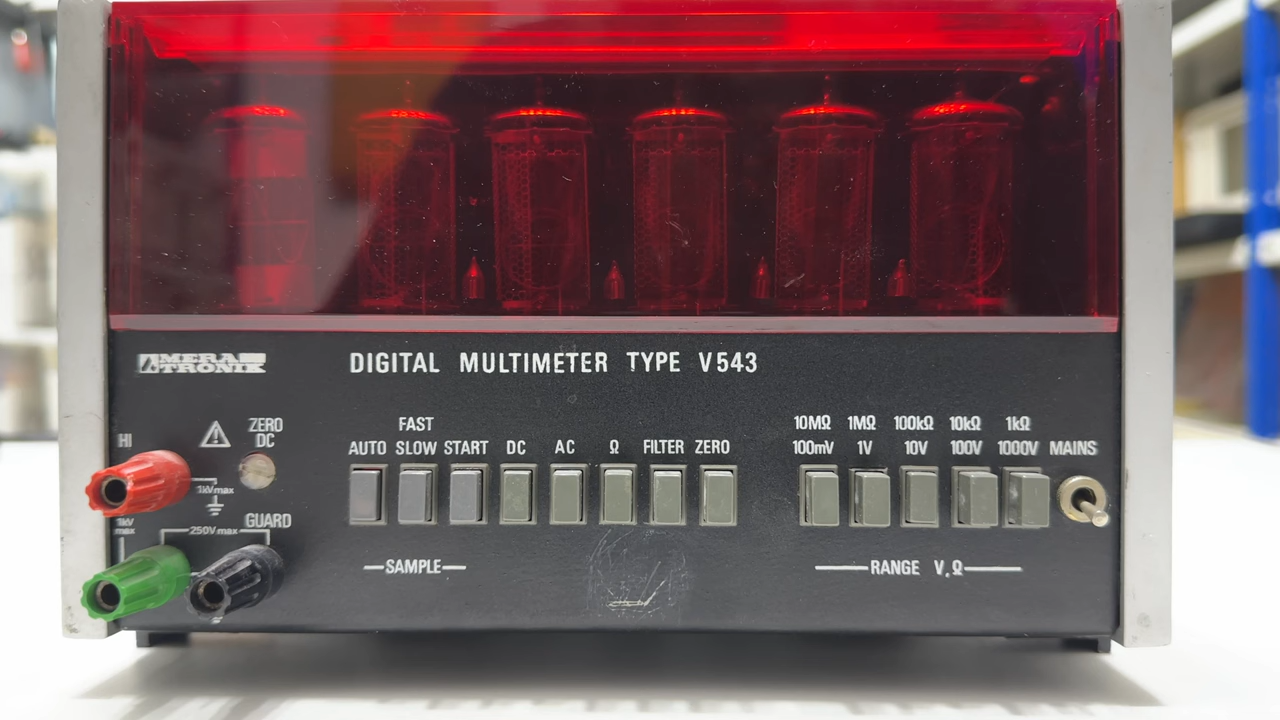 MERA
TRONIK
DIGITAL MULTIMETER TYPE V543
HI
ZERO
DC
1kV max
1kV
max
250V max
GUARD
FAST
AUTO SLOW START DC AC Ω FILTER ZERO
SAMPLE
10MΩ 1MΩ 100kΩ 10kΩ 1kΩ
100mV 1V 10V 100V 1000V MAINS
RANGE V,Ω